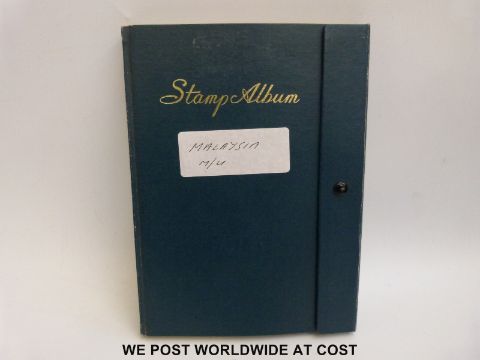 Stamp Album
MALAYSIA
M/U
WE POST WORLDWIDE AT COST